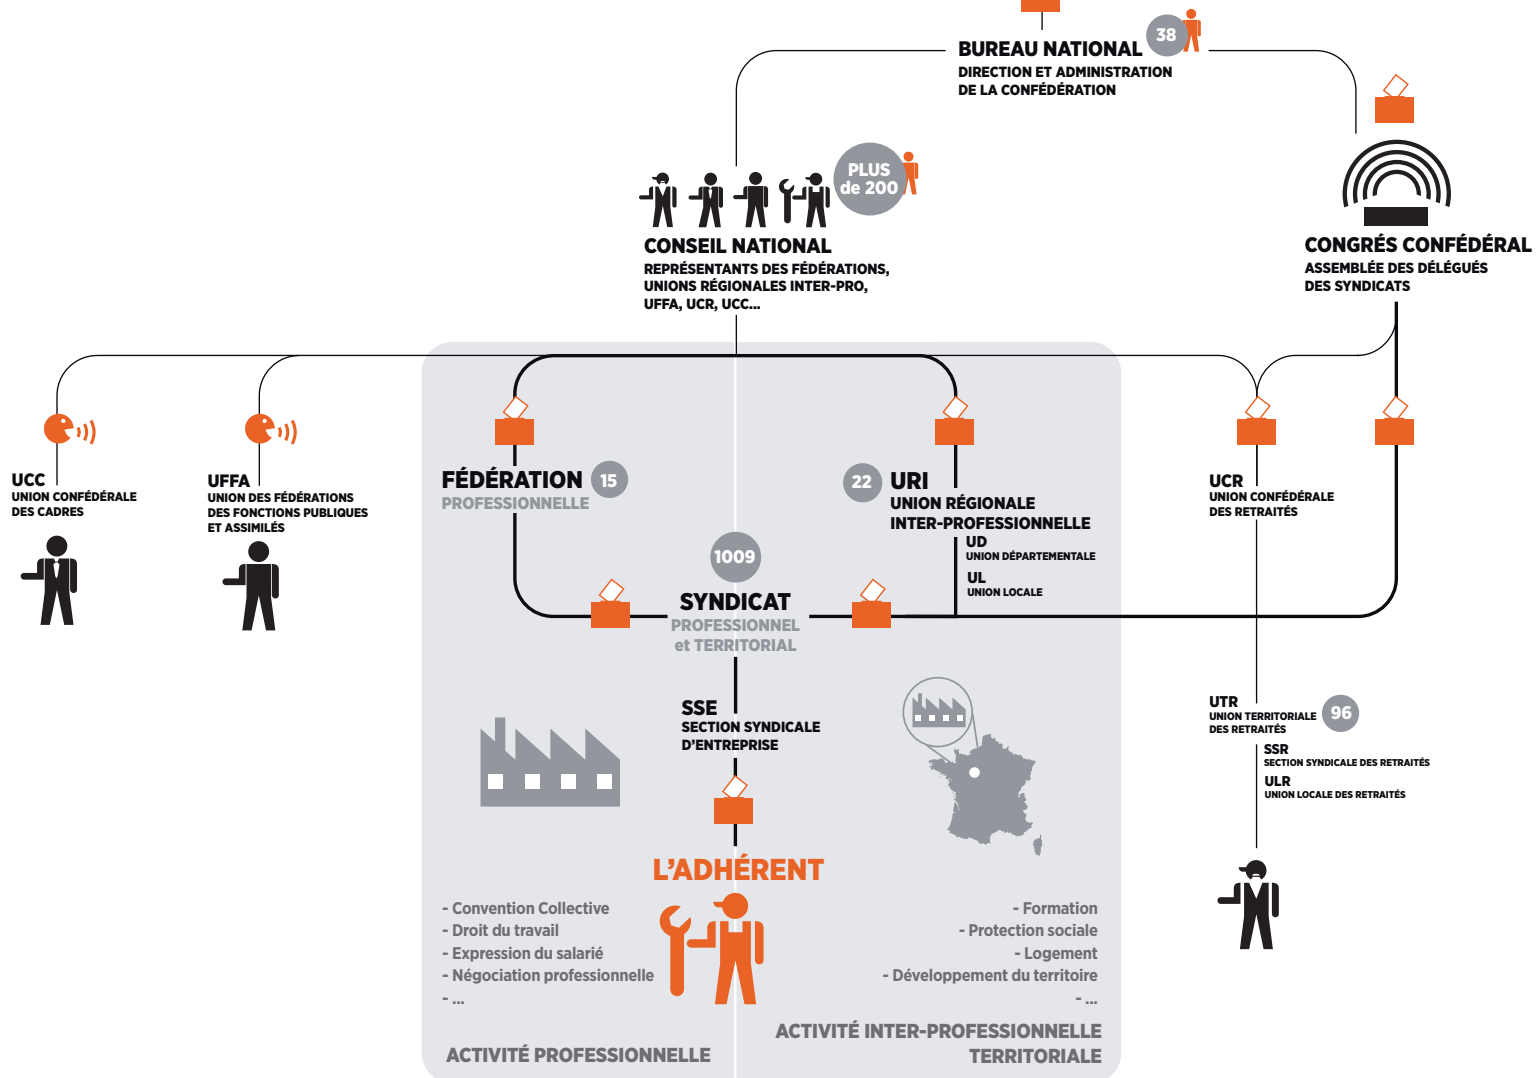 BUREAU NATIONAL
38
DIRECTION ET ADMINISTRATION
DE LA CONFÉDÉRATION
PLUS
de 200
CONSEIL NATIONAL
REPRÉSENTANTS DES FÉDÉRATIONS,
UNIONS RÉGIONALES INTER-PRO,
UFFA, UCR, UCC...
CONGRÉS CONFÉDÉRAL
ASSEMBLÉE DES DÉLÉGUÉS
DES SYNDICATS
UCC
UNION CONFÉDÉRALE
DES CADRES
UFFA
UNION DES FÉDÉRATIONS
DES FONCTIONS PUBLIQUES
ET ASSIMILÉS
FÉDÉRATION
15
PROFESSIONNELLE
22
URI
UNION RÉGIONALE
INTER-PROFESSIONNELLE
UD
UNION DÉPARTEMENTALE
UL
UNION LOCALE
UCR
UNION CONFÉDÉRALE
DES RETRAITÉS
1009
SYNDICAT
PROFESSIONNEL
et TERRITORIAL
SSE
SECTION SYNDICALE
D'ENTREPRISE
UTR
UNION TERRITORIALE
DES RETRAITÉS
96
SSR
SECTION SYNDICALE DES RETRAITÉS
ULR
UNION LOCALE DES RETRAITÉS
L'ADHÉRENT
- Convention Collective
- Droit du travail
- Expression du salarié
- Négociation professionnelle
- ...
- Formation
- Protection sociale
- Logement
- Développement du territoire
- ...
ACTIVITÉ PROFESSIONNELLE
ACTIVITÉ INTER-PROFESSIONNELLE
TERRITORIALE